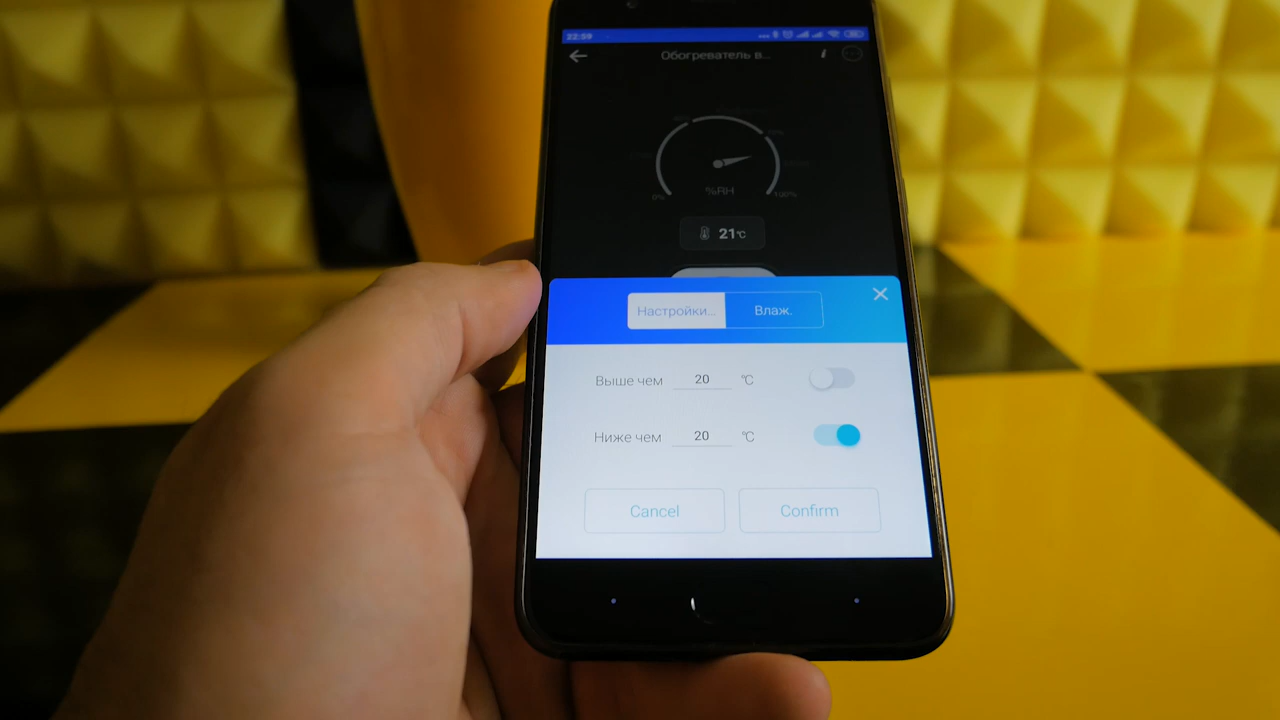 22:59
Обогреватель в...
%RH
0%
100%
21°C
Настройки...
Влаж.
Выше чем 20 °C
Ниже чем 20 °C
Cancel
Confirm